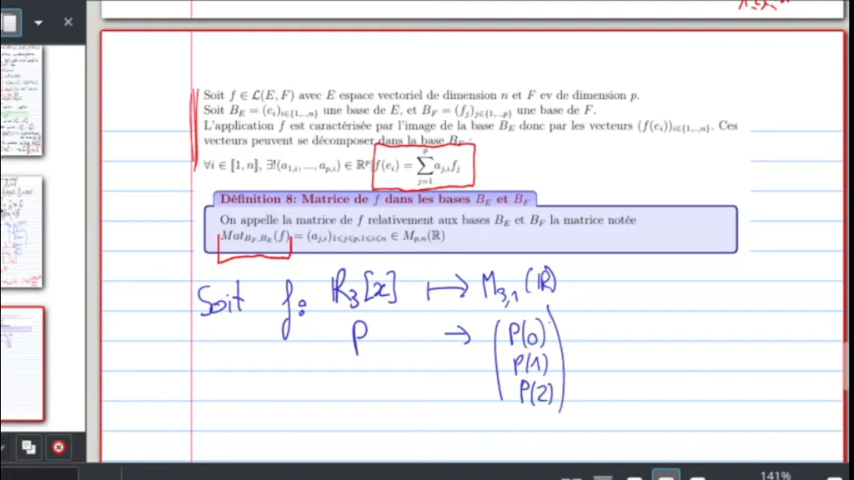 Soit f ∈ L(E, F) avec E espace vectoriel de dimension n et F ev de dimension p.
Soit B_E = (e_i)_{i∈{1,...,n}} une base de E, et B_F = (f_j)_{j∈{1,...,p}} une base de F.
L'application f est caractérisée par l'image de la base B_E donc par les vecteurs (f(e_i))_{i∈{1,...,n}}. Ces
vecteurs peuvent se décomposer dans la base B_F.
∀i ∈ [[1, n]], ∃!(a_{1,i}, ..., a_{p,i}) ∈ ℝ^p f(e_i) = ∑_{j=1}^{p} a_{j,i} f_j
Définition 8: Matrice de f dans les bases B_E et B_F
On appelle la matrice de f relativement aux bases B_E et B_F la matrice notée
Mat_{B_F,B_E}(f) = (a_{j,i})_{1⩽j⩽p,1⩽i⩽n} ∈ M_{p,n}(ℝ)
Soit f: ℝ_3[x] ⟼ M_{3,1}(ℝ)
P → (P(0)
P(1)
P(2))
141%